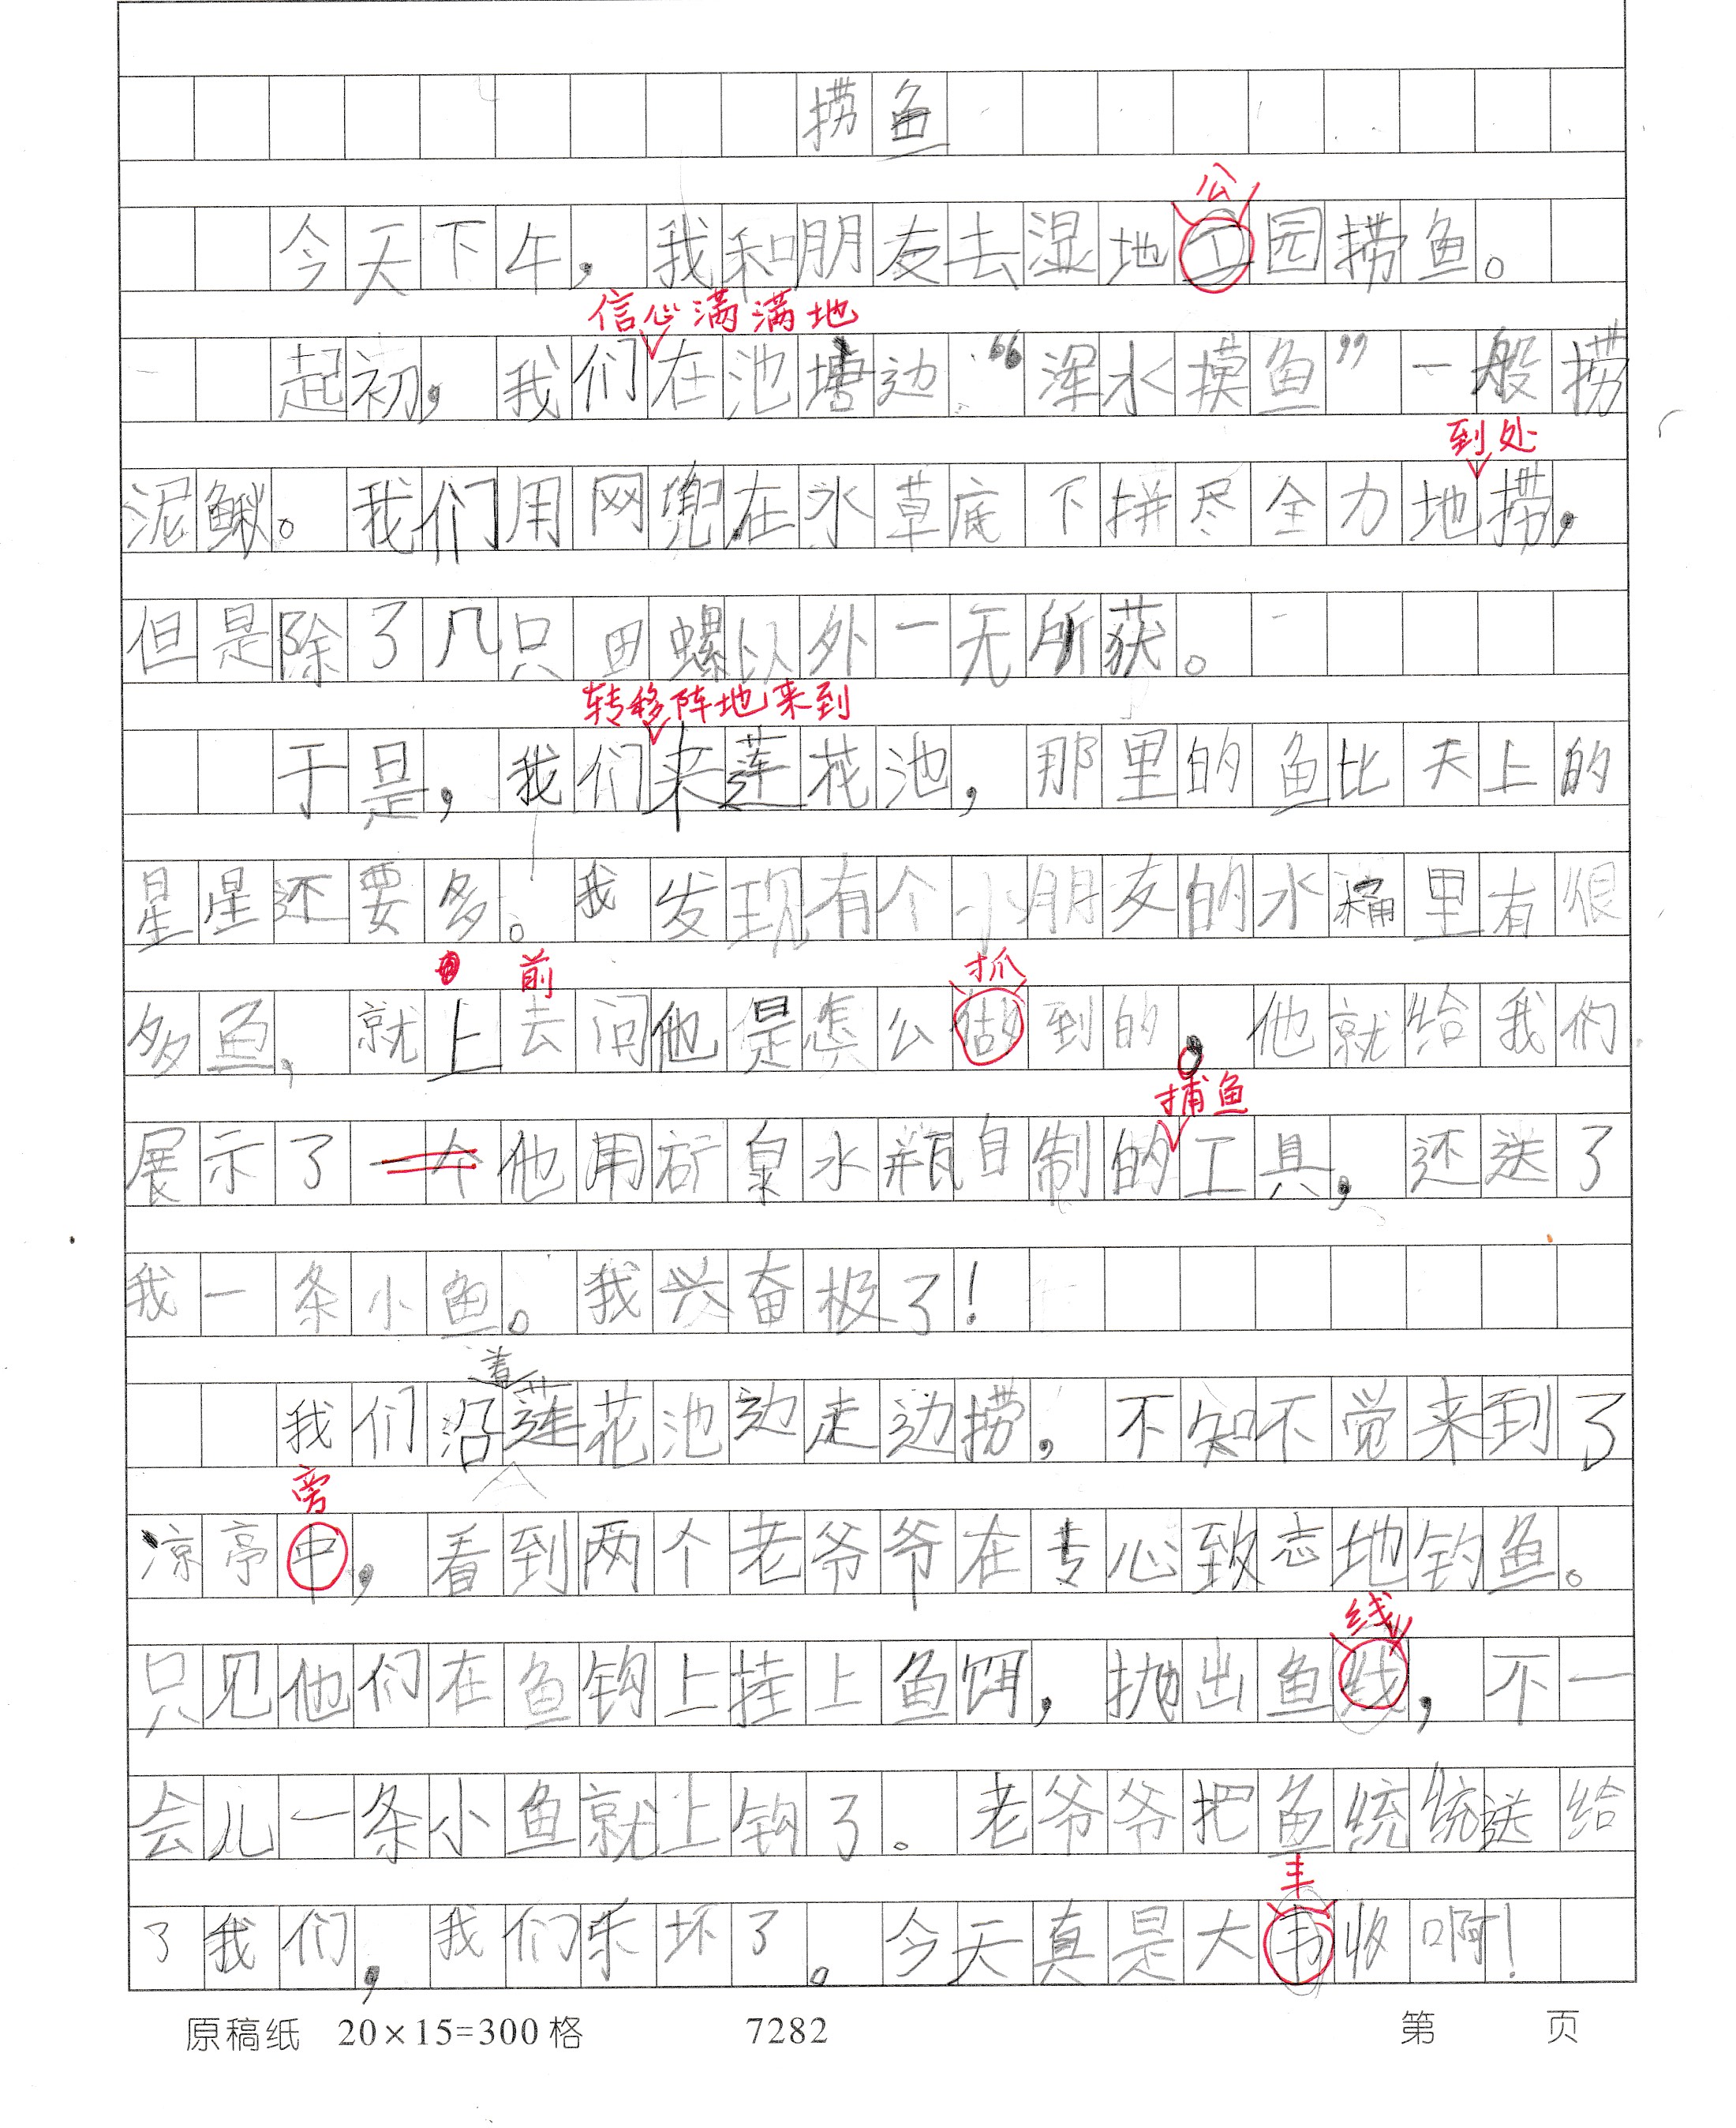 捞鱼
公
今天下午，我和朋友去湿地工园捞鱼。
信心满满地
起初，我们在池塘边“浑水摸鱼”一般捞
到处
泥鳅。我们用网兜在水草底下拼尽全力地捞，
但是除了几只田螺以外一无所获。
转移阵地来到
于是，我们来莲花池，那里的鱼比天上的
星星还要多。我发现有个小朋友的水桶里有很
前 抓
多鱼，就上去问他是怎公做到的。他就给我们
捕鱼
展示了一个他用矿泉水瓶自制的工具，还送了
我一条小鱼。我兴奋极了！
着
我们沿莲花池边走边捞，不知不觉来到了
旁
凉亭中，看到两个老爷爷在专心致志地钓鱼。
线
只见他们在鱼钩上挂上鱼饵，抛出鱼线，不一
会儿一条小鱼就上钩了。老爷爷把鱼统统送给
丰
了我们，我们乐坏了。今天真是大韦收啊！
原稿纸 20×15=300格 7282 第 页